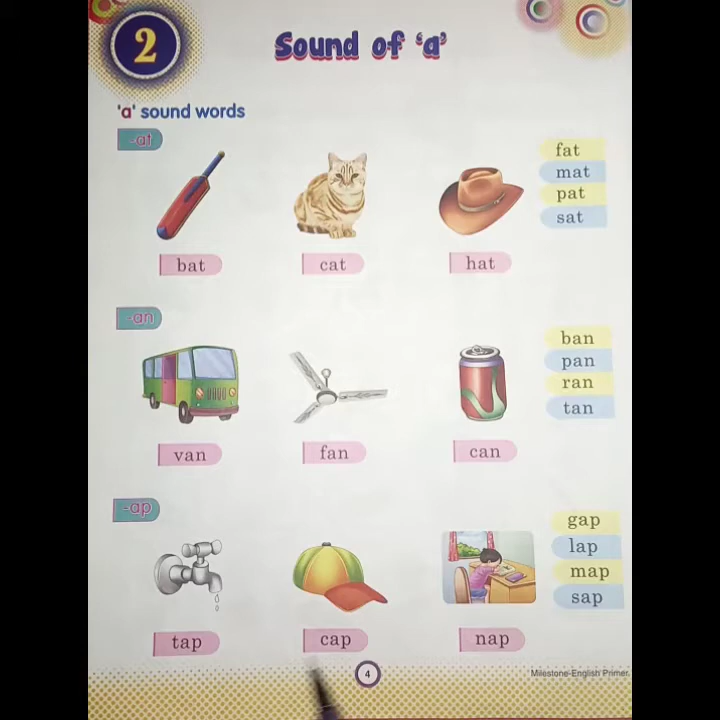 2
Sound of 'a'
'a' sound words
-at
bat
cat
hat
fat
mat
pat
sat
-an
van
fan
can
ban
pan
ran
tan
-ap
tap
cap
nap
gap
lap
map
sap
4
Milestone-English Primer